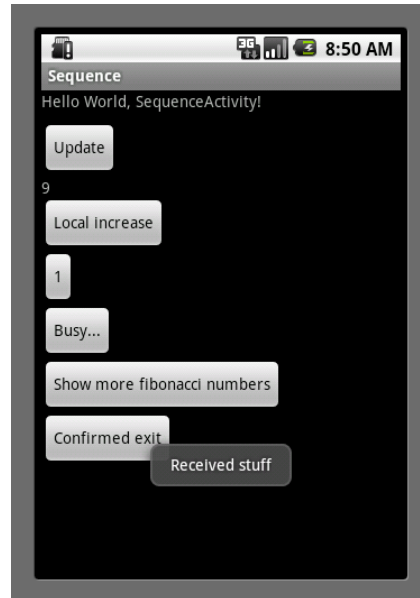 3G
8:50 AM
Sequence
Hello World, SequenceActivity!
Update
9
Local increase
1
Busy...
Show more fibonacci numbers
Confirmed exit
Received stuff